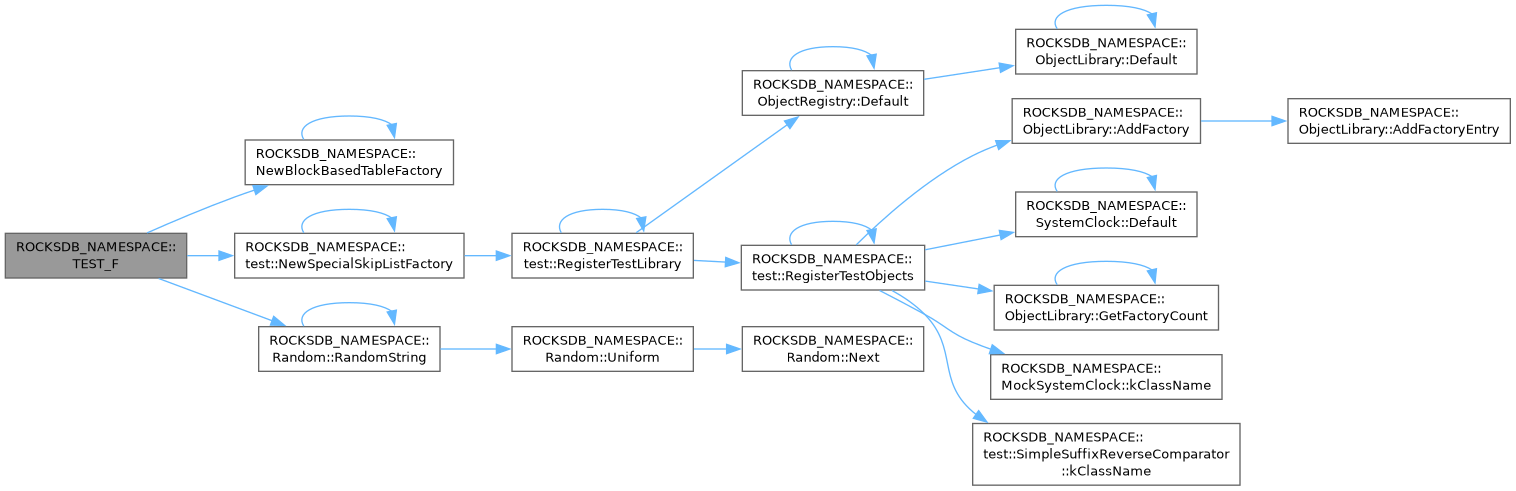 ROCKSDB_NAMESPACE::
TEST_F
ROCKSDB_NAMESPACE::
NewBlockBasedTableFactory
ROCKSDB_NAMESPACE::
test::NewSpecialSkipListFactory
ROCKSDB_NAMESPACE::
test::RegisterTestLibrary
ROCKSDB_NAMESPACE::
ObjectRegistry::Default
ROCKSDB_NAMESPACE::
ObjectLibrary::Default
ROCKSDB_NAMESPACE::
test::RegisterTestObjects
ROCKSDB_NAMESPACE::
ObjectLibrary::AddFactory
ROCKSDB_NAMESPACE::
ObjectLibrary::AddFactoryEntry
ROCKSDB_NAMESPACE::
SystemClock::Default
ROCKSDB_NAMESPACE::
ObjectLibrary::GetFactoryCount
ROCKSDB_NAMESPACE::
MockSystemClock::kClassName
ROCKSDB_NAMESPACE::
test::SimpleSuffixReverseComparator
::kClassName
ROCKSDB_NAMESPACE::
Random::RandomString
ROCKSDB_NAMESPACE::
Random::Uniform
ROCKSDB_NAMESPACE::
Random::Next